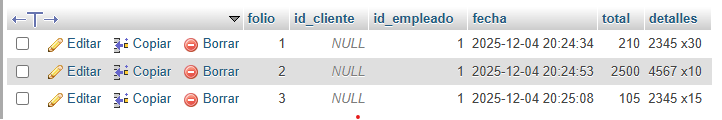 folio id_cliente id_empleado fecha total detalles
Editar Copiar Borrar 1 NULL 1 2025-12-04 20:24:34 210 2345 x30
Editar Copiar Borrar 2 NULL 1 2025-12-04 20:24:53 2500 4567 x10
Editar Copiar Borrar 3 NULL 1 2025-12-04 20:25:08 105 2345 x15